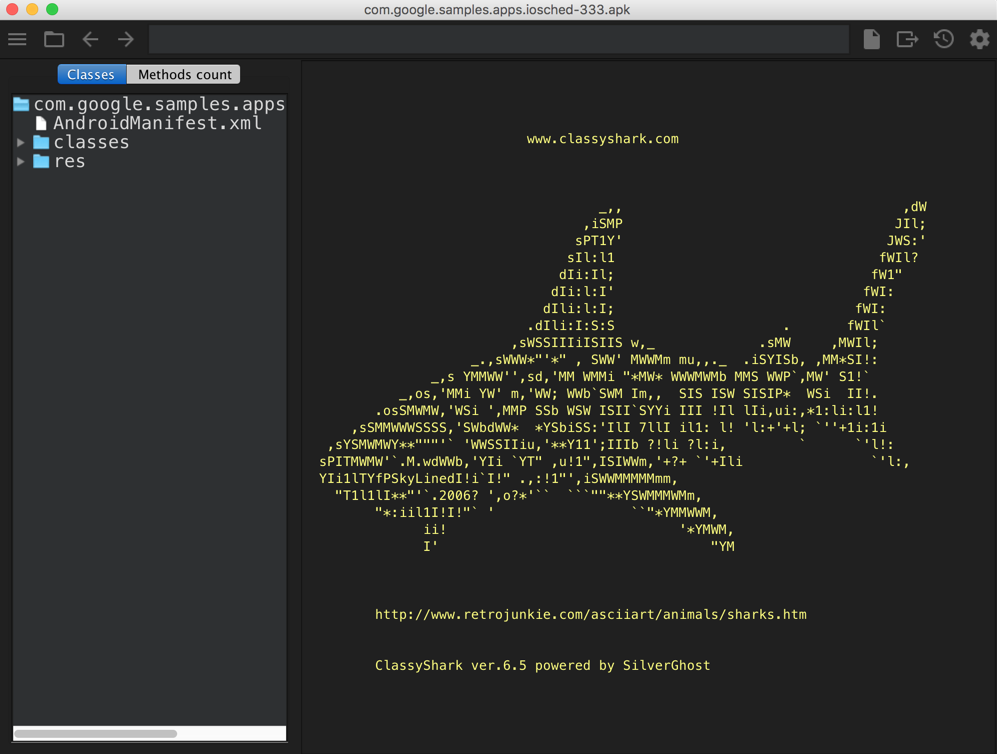 com.google.samples.apps.iosched-333.apk
Classes
Methods count
com.google.samples.apps
AndroidManifest.xml
classes
res
www.classyshark.com
_,, ,dW
,iSMP JIl;
sPT1Y' JWS:'
sIl:l1 fWIl?
dIi:Il; fW1"
dIi:l:I' fWI:
dIli:l:I; fWI:
.dIli:I:S:S . fWIl`
,sWSSIIIiISIIS w,_ .sMW ,MWIl;
_.,sWWW*"'*" , SWW' MWWMm mu,,._ .iSYISb, ,MM*SI!:
_,s YMMWW'',sd,'MM WMMi "*MW* WWWMWMb MMS WWP`,MW' S1!`
_,os,'MMi YW' m,'WW; WWb`SWM Im,, SIS ISW SISIP* WSi II!.
.osSMWMW,'WSi ',MMP SSb WSW ISII`SYYi III !Il lIi,ui:,*1:li:l1!
,sSMMWWWSSSS,'SWbdWW* *YSbiSS:'IlI 7llI il1: l! 'l:+'+l; `''+1i:1i
,sYSMWMWY**"""'` 'WWSSIIiu,'**Y11';IIIb ?!li ?l:i, ` `'l!:
sPITMWMW'`.M.wdWWb,'YIi `YT" ,u!1",ISIWWm,'+?+ `'+Ili `'l:,
YIi1lTYfPSkyLinedI!i`I!" .,:!1"',iSWWMMMMMmm,
"T1l1lI**"'`.2006? ',o?*'`` ```""**YSWMMMWMm,
"*:iil1I!I!"` ' ``"*YMMWWM,
ii! '*YMWM,
I' "YM
http://www.retrojunkie.com/asciiart/animals/sharks.htm
ClassyShark ver.6.5 powered by SilverGhost